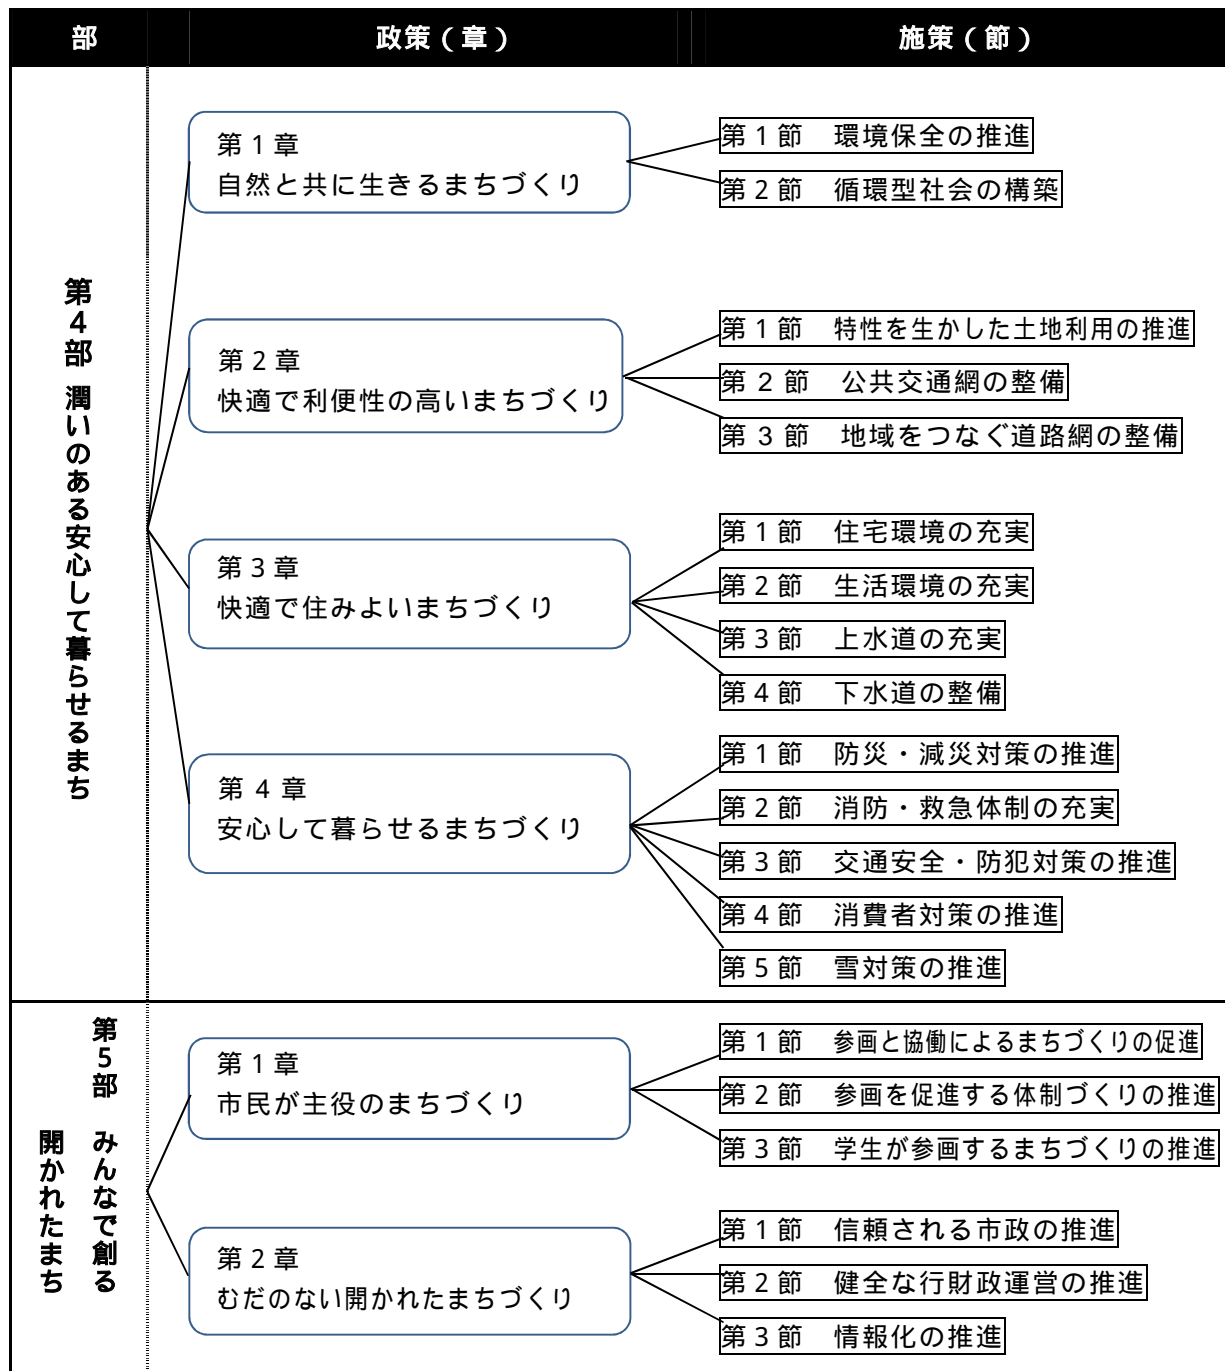 部 政策（章） 施策（節）
第4部 潤いのある安心して暮らせるまち
第1章
自然と共に生きるまちづくり
第1節 環境保全の推進
第2節 循環型社会の構築
第2章
快適で利便性の高いまちづくり
第1節 特性を生かした土地利用の推進
第2節 公共交通網の整備
第3節 地域をつなぐ道路網の整備
第3章
快適で住みよいまちづくり
第1節 住宅環境の充実
第2節 生活環境の充実
第3節 上水道の充実
第4節 下水道の整備
第4章
安心して暮らせるまちづくり
第1節 防災・減災対策の推進
第2節 消防・救急体制の充実
第3節 交通安全・防犯対策の推進
第4節 消費者対策の推進
第5節 雪対策の推進
第5部 みんなで創る
開かれたまち
第1章
市民が主役のまちづくり
第1節 参画と協働によるまちづくりの促進
第2節 参画を促進する体制づくりの推進
第3節 学生が参画するまちづくりの推進
第2章
むだのない開かれたまちづくり
第1節 信頼される市政の推進
第2節 健全な行財政運営の推進
第3節 情報化の推進